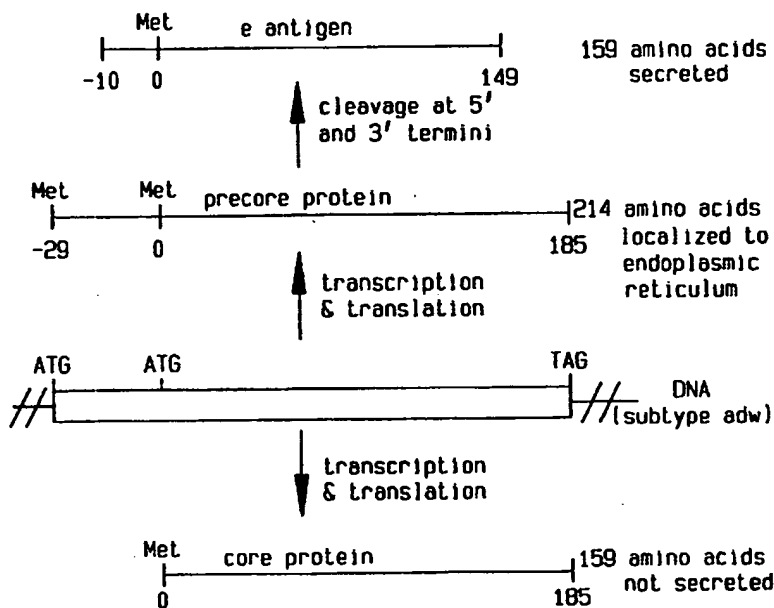 Met e antigen 159 amino acids
secreted
-10 0 149
cleavage at 5'
and 3' termini
Met Met precore protein 214 amino acids
localized to
endoplasmic
reticulum
-29 0 185
transcription
& translation
ATG ATG TAG
DNA
(subtype adw)
transcription
& translation
Met core protein 159 amino acids
not secreted
0 185